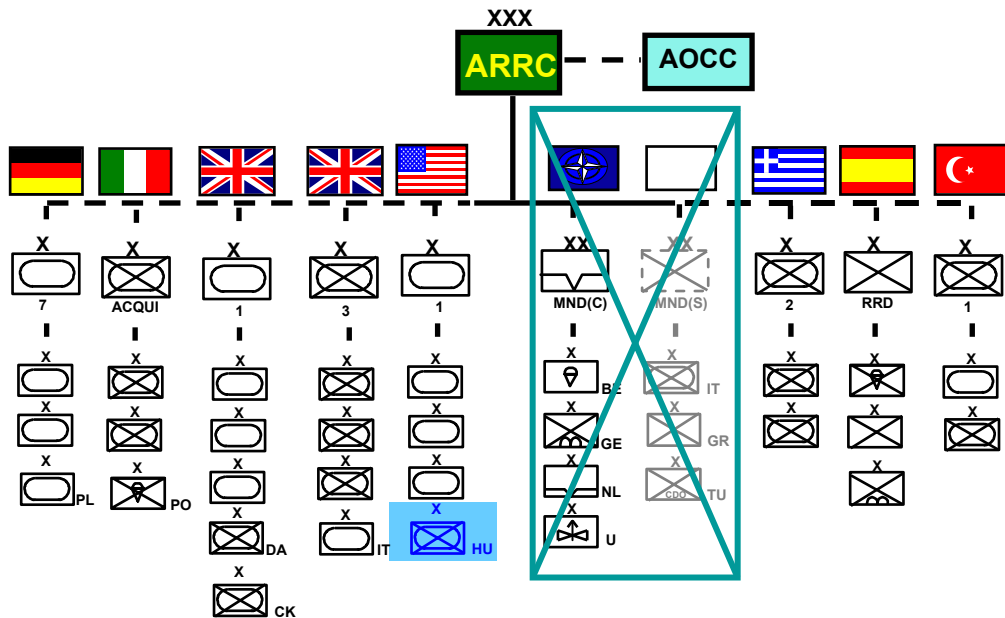 XXX
ARRC
AOCC
X X X X X XX XX X X X
7 ACQUI 1 3 1 MND(C) MND(S) 2 RRD 1
X X X X X X X X X X
BE IT
X X X X X X X X X X
GE GR
X X X X X X X X
PL PO NL CDO TU
X X X X
DA IT HU U
X
CK